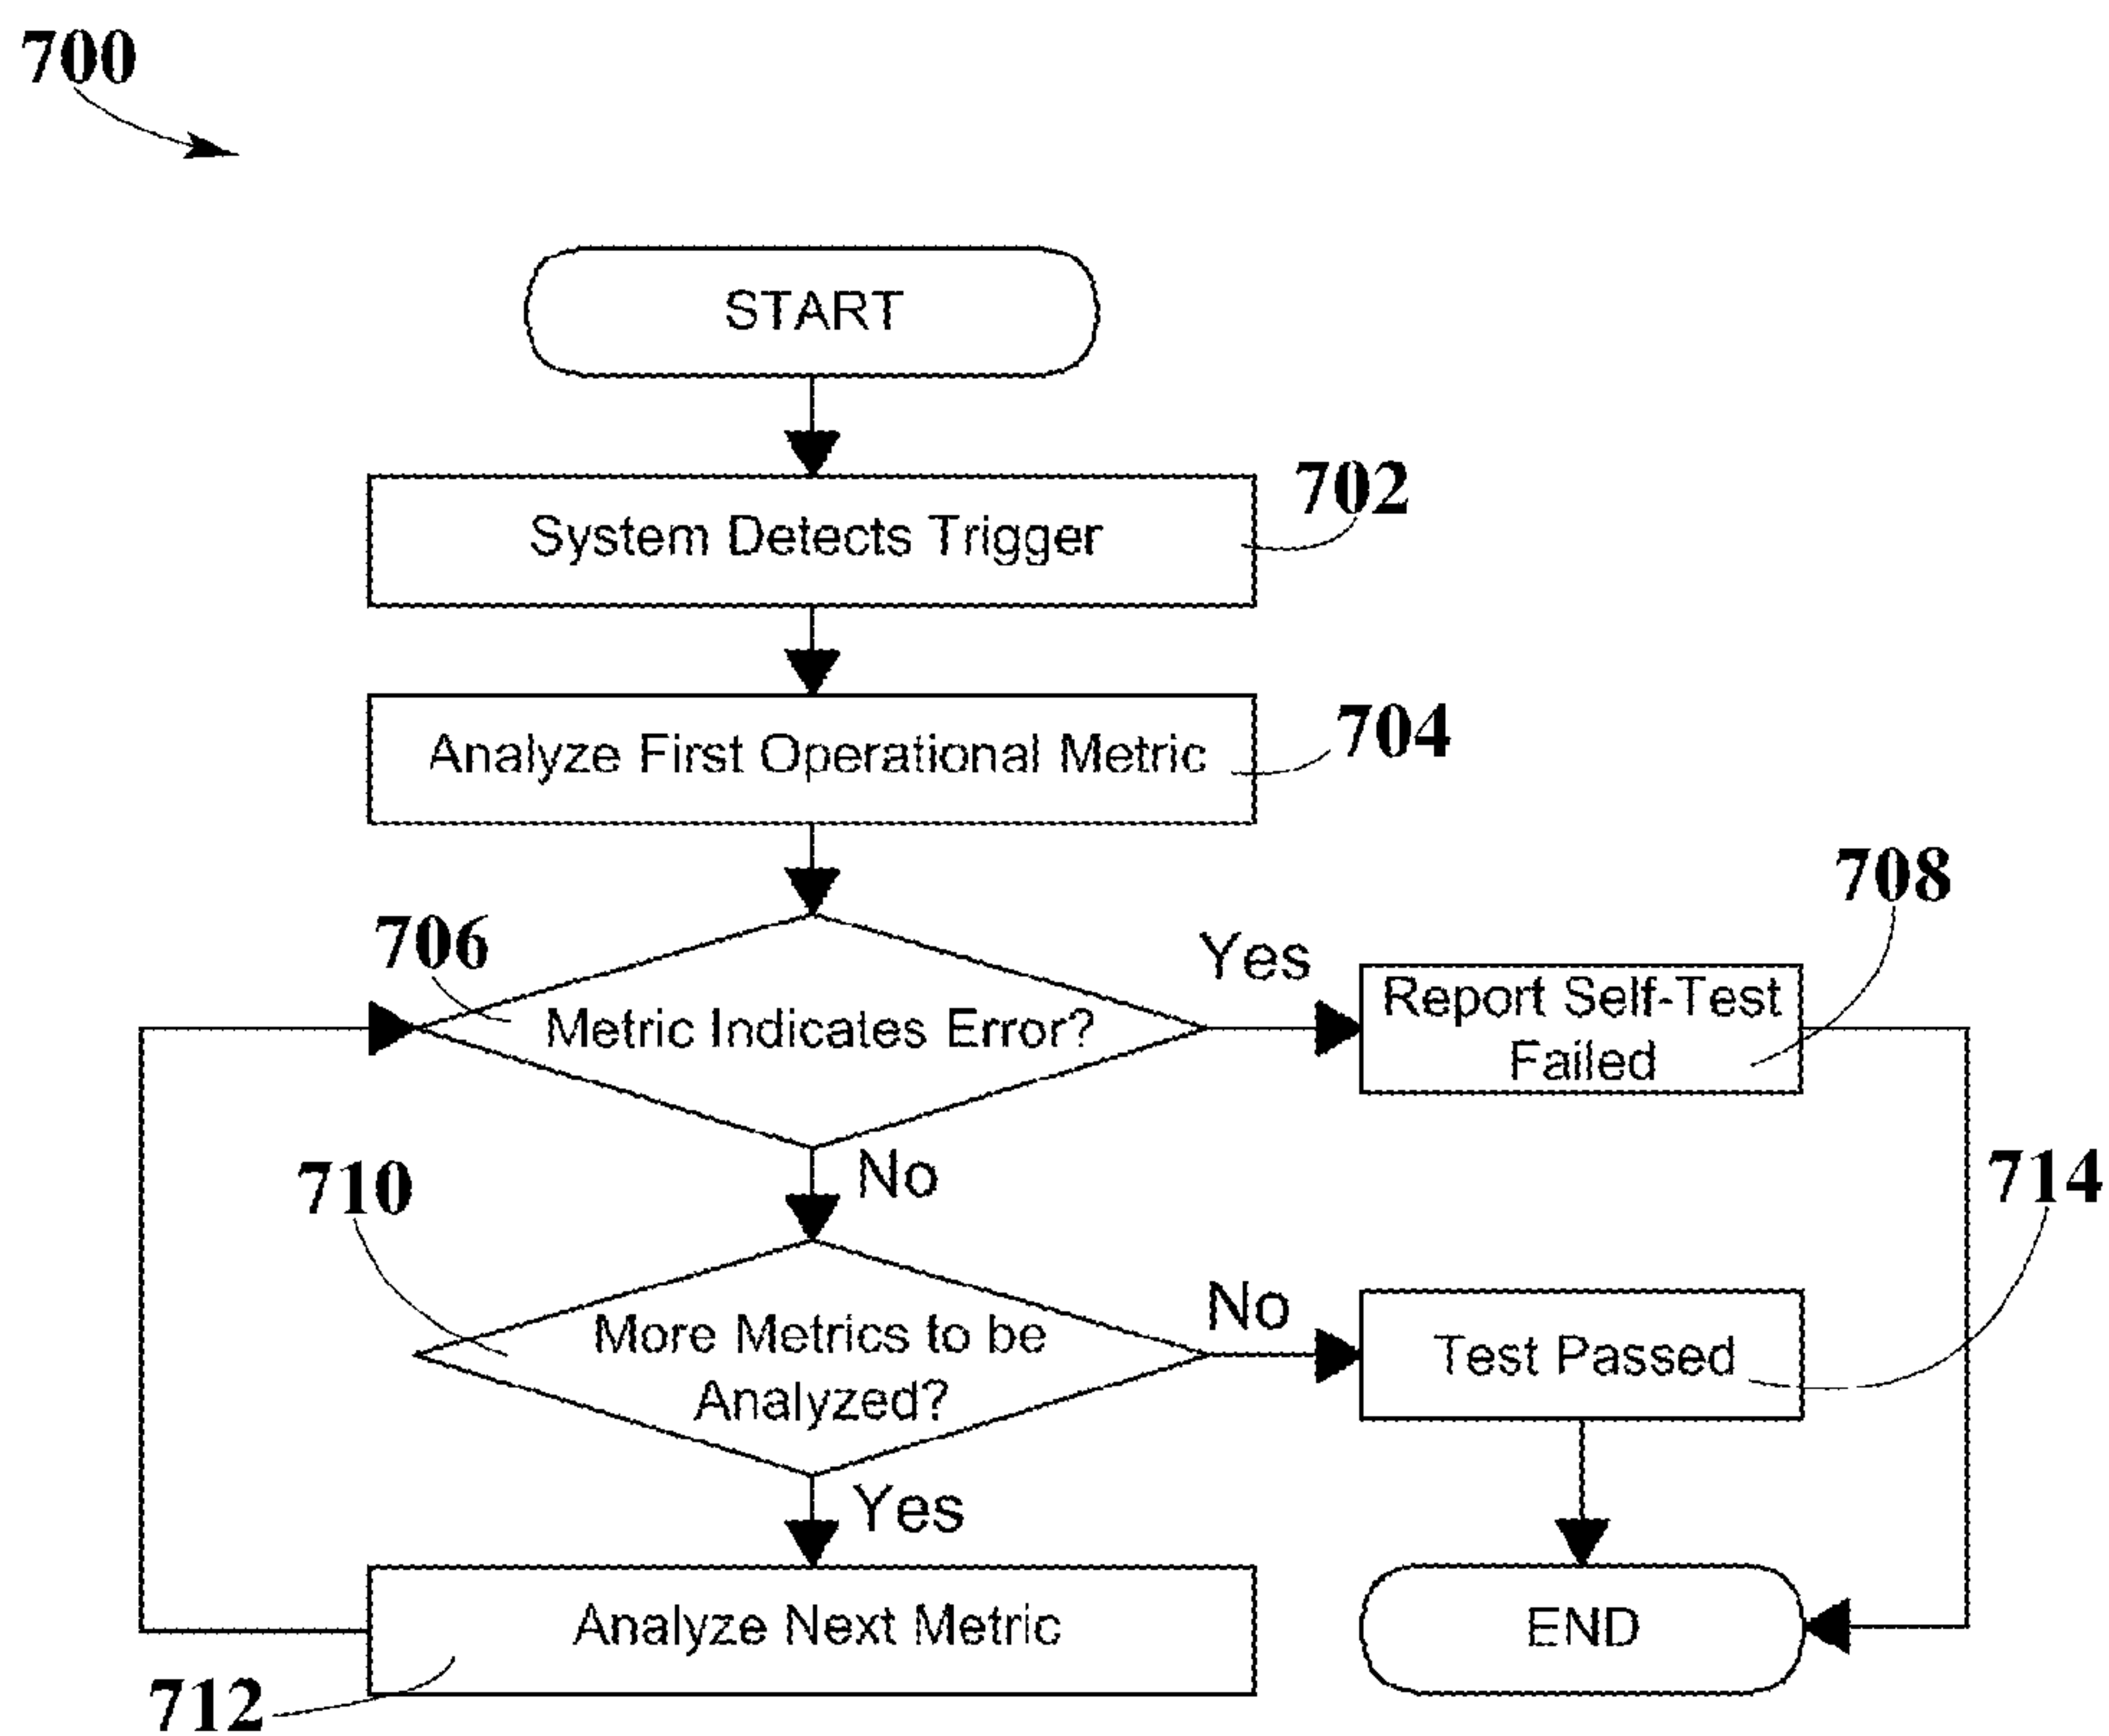 700
START
System Detects Trigger
702
Analyze First Operational Metric
704
706
Metric Indicates Error?
Yes
Report Self-Test
Failed
708
No
710
More Metrics to be
Analyzed?
No
Test Passed
714
Yes
Analyze Next Metric
712
END